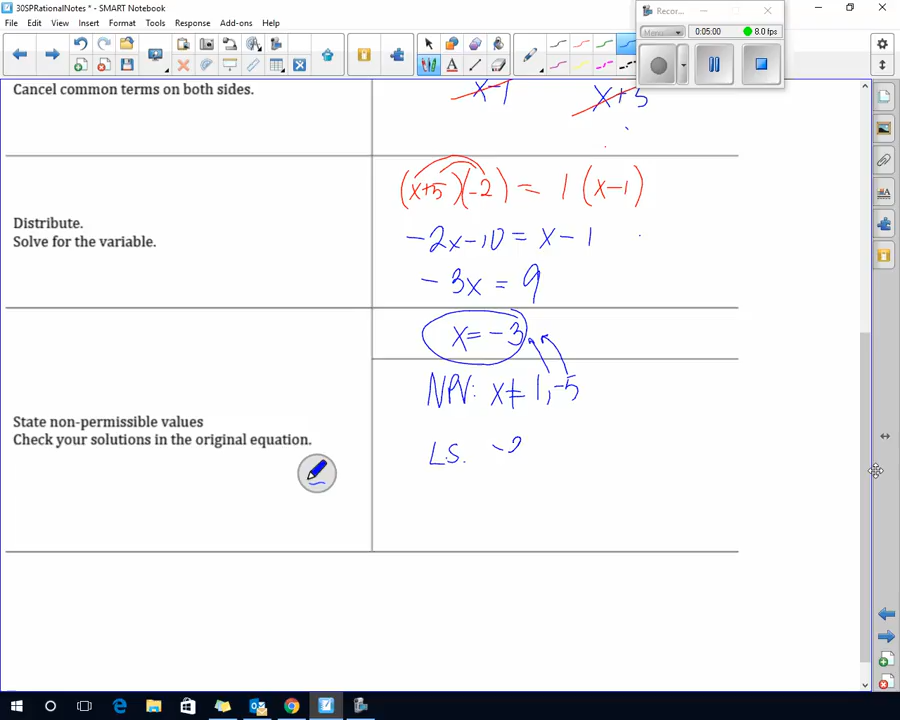 30SPRationalNotes * - SMART Notebook
Recor...
File Edit View Insert Format Tools Response Add-ons Help
Menu
0:05:00
8.0 fps
Cancel common terms on both sides.
x-1 x+5
Distribute.
Solve for the variable.
(x+5)(-2) = 1(x-1)
-2x-10 = x-1
-3x = 9
x = -3
State non-permissible values
Check your solutions in the original equation.
NPV: x≠1,-5
L.S.